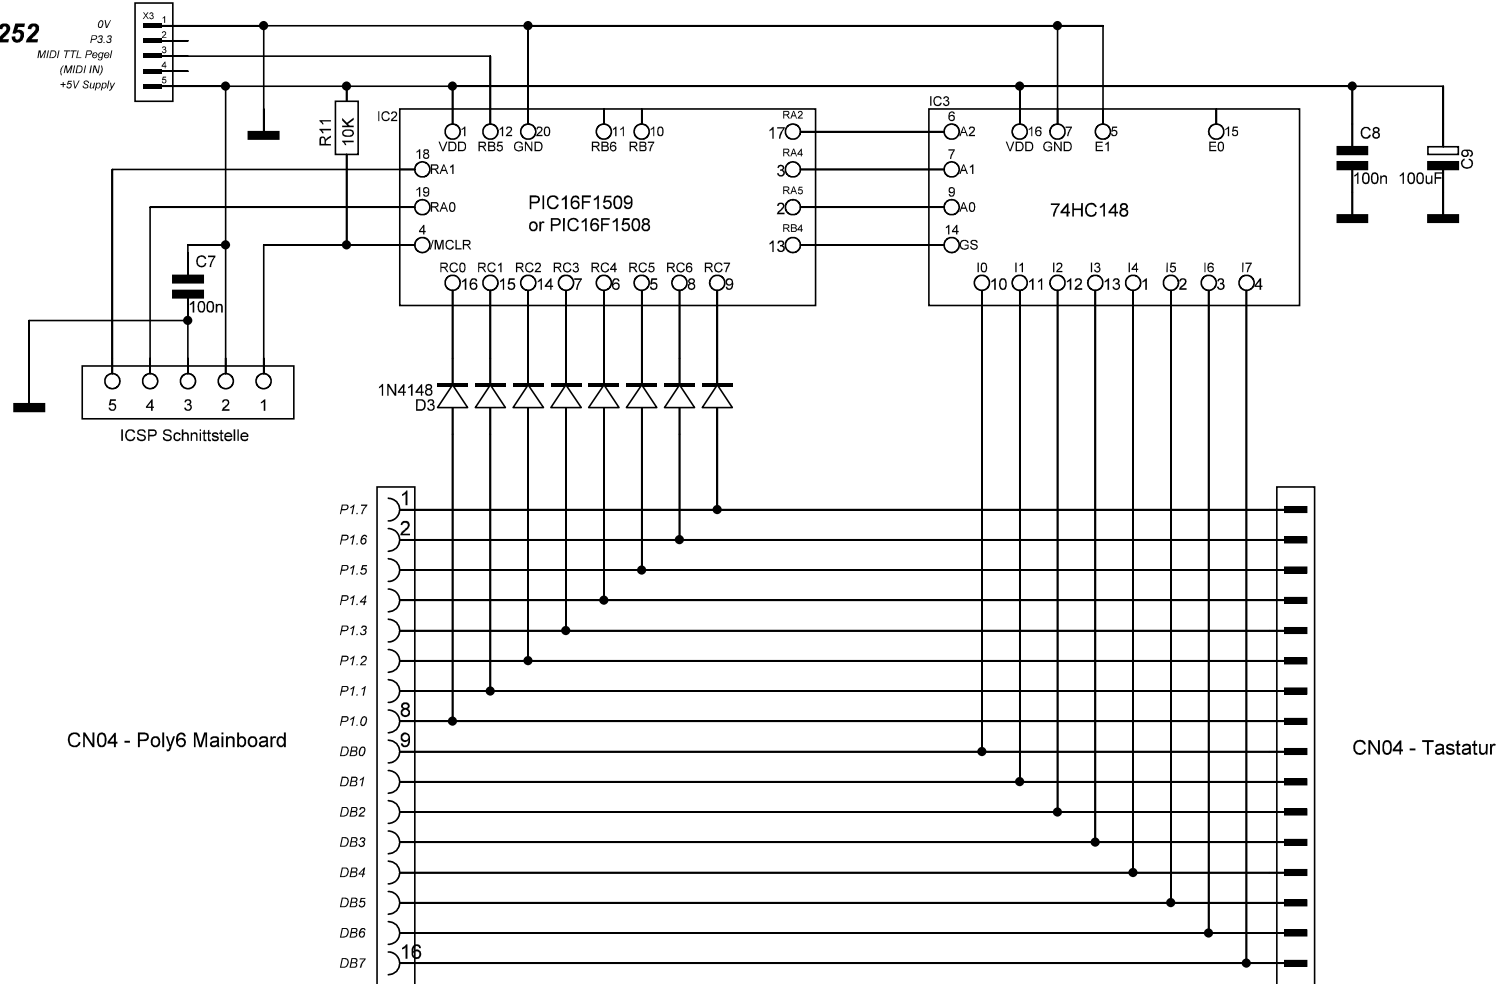 252
X3
0V 1
P3.3 2
MIDI TTL Pegel 3
(MIDI IN) 4
+5V Supply 5
R11
10K
IC2
1 12 20 11 10
VDD RB5 GND RB6 RB7
18
RA1
19
RA0
4
/MCLR
PIC16F1509
or PIC16F1508
RA2
17
RA4
3
RA5
2
RB4
13
RC0 RC1 RC2 RC3 RC4 RC5 RC6 RC7
16 15 14 7 6 5 8 9
IC3
6
A2
7
A1
9
A0
14
GS
16 7 5 15
VDD GND E1 E0
74HC148
I0 I1 I2 I3 I4 I5 I6 I7
10 11 12 13 1 2 3 4
C8
100n
C9
100uF
C7
100n
5 4 3 2 1
ICSP Schnittstelle
1N4148
D3
P1.7 1
P1.6 2
P1.5
P1.4
P1.3
P1.2
P1.1
P1.0 8
DB0 9
DB1
DB2
DB3
DB4
DB5
DB6
DB7 16
CN04 - Poly6 Mainboard
CN04 - Tastatur